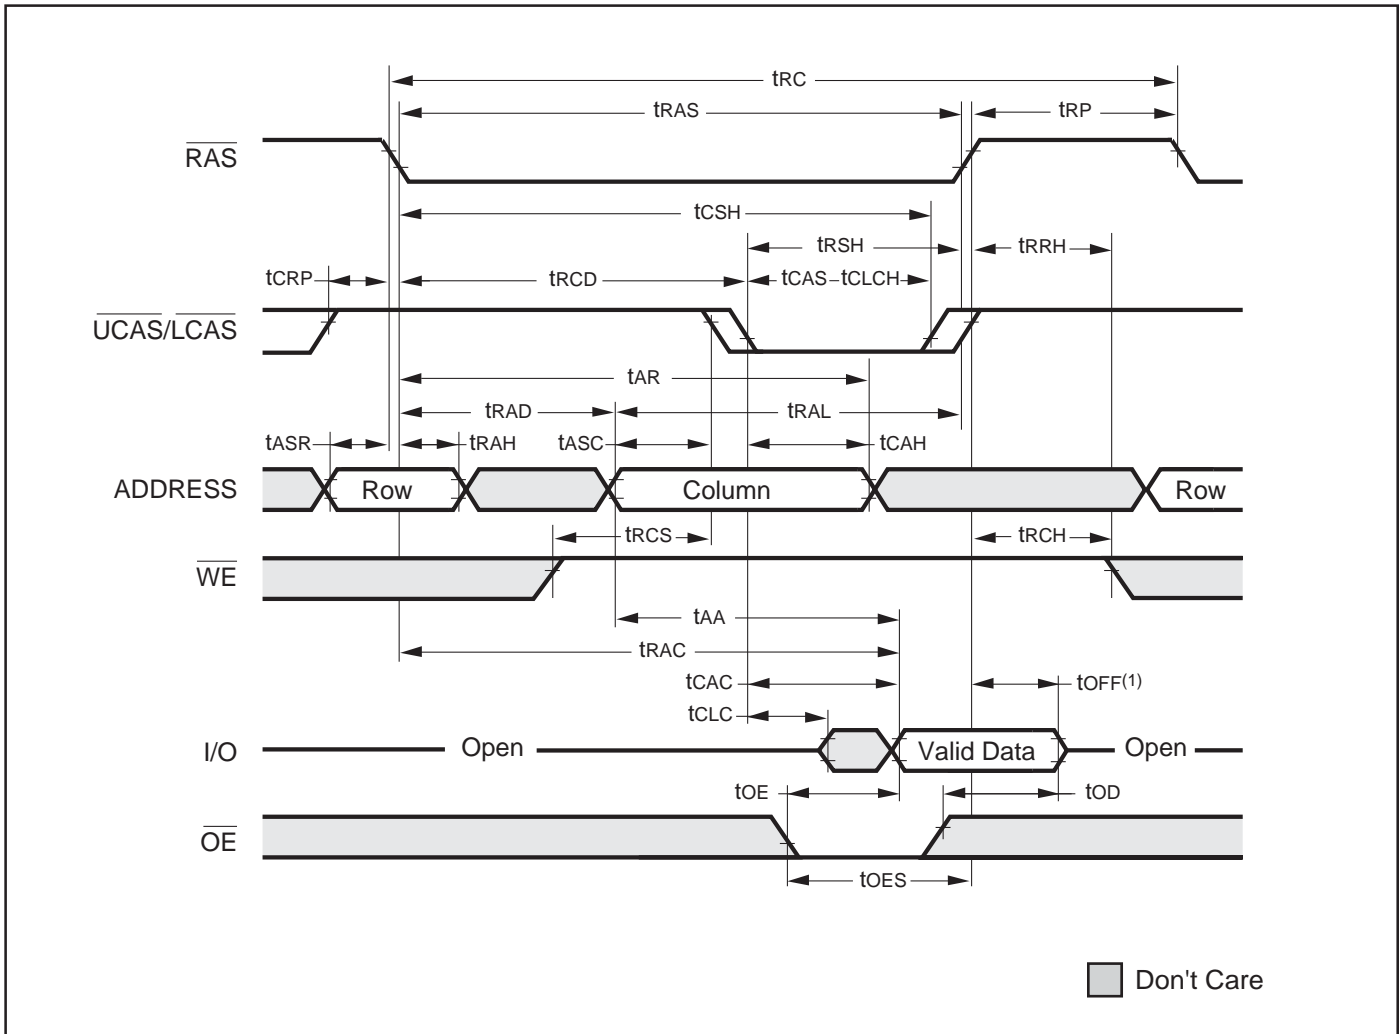 tRC
tRAS
tRP
RAS
tCSH
tRSH
tRRH
tCRP
tRCD
tCAS
tCLCH
UCAS/LCAS
tAR
tRAD
tRAL
tASR
tRAH
tASC
tCAH
ADDRESS
Row
Column
Row
tRCS
tRCH
WE
tAA
tRAC
tCAC
tOFF(1)
tCLC
I/O
Open
Valid Data
Open
tOE
tOD
OE
tOES
Don't Care